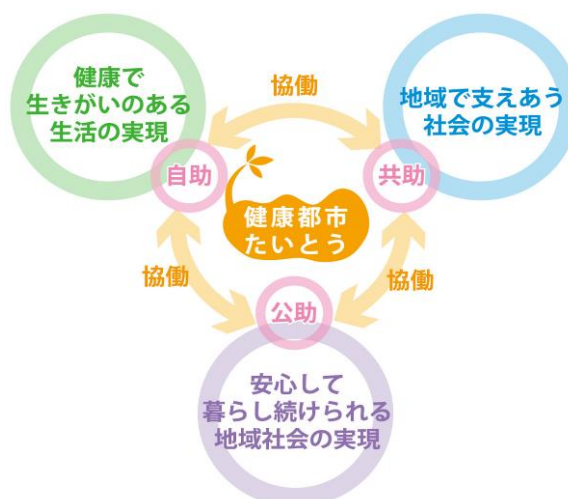 健康で
生きがいのある
生活の実現
協働
地域で支えあう
社会の実現
自助
共助
健康都市
たいとう
協働
協働
公助
安心して
暮らし続けられる
地域社会の実現